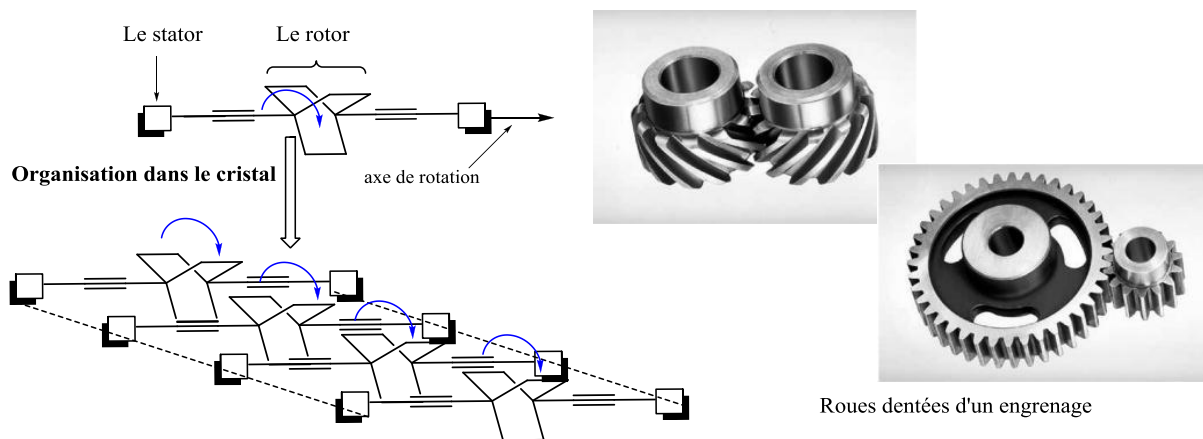 Le stator
Le rotor
Organisation dans le cristal
axe de rotation
Roues dentées d'un engrenage